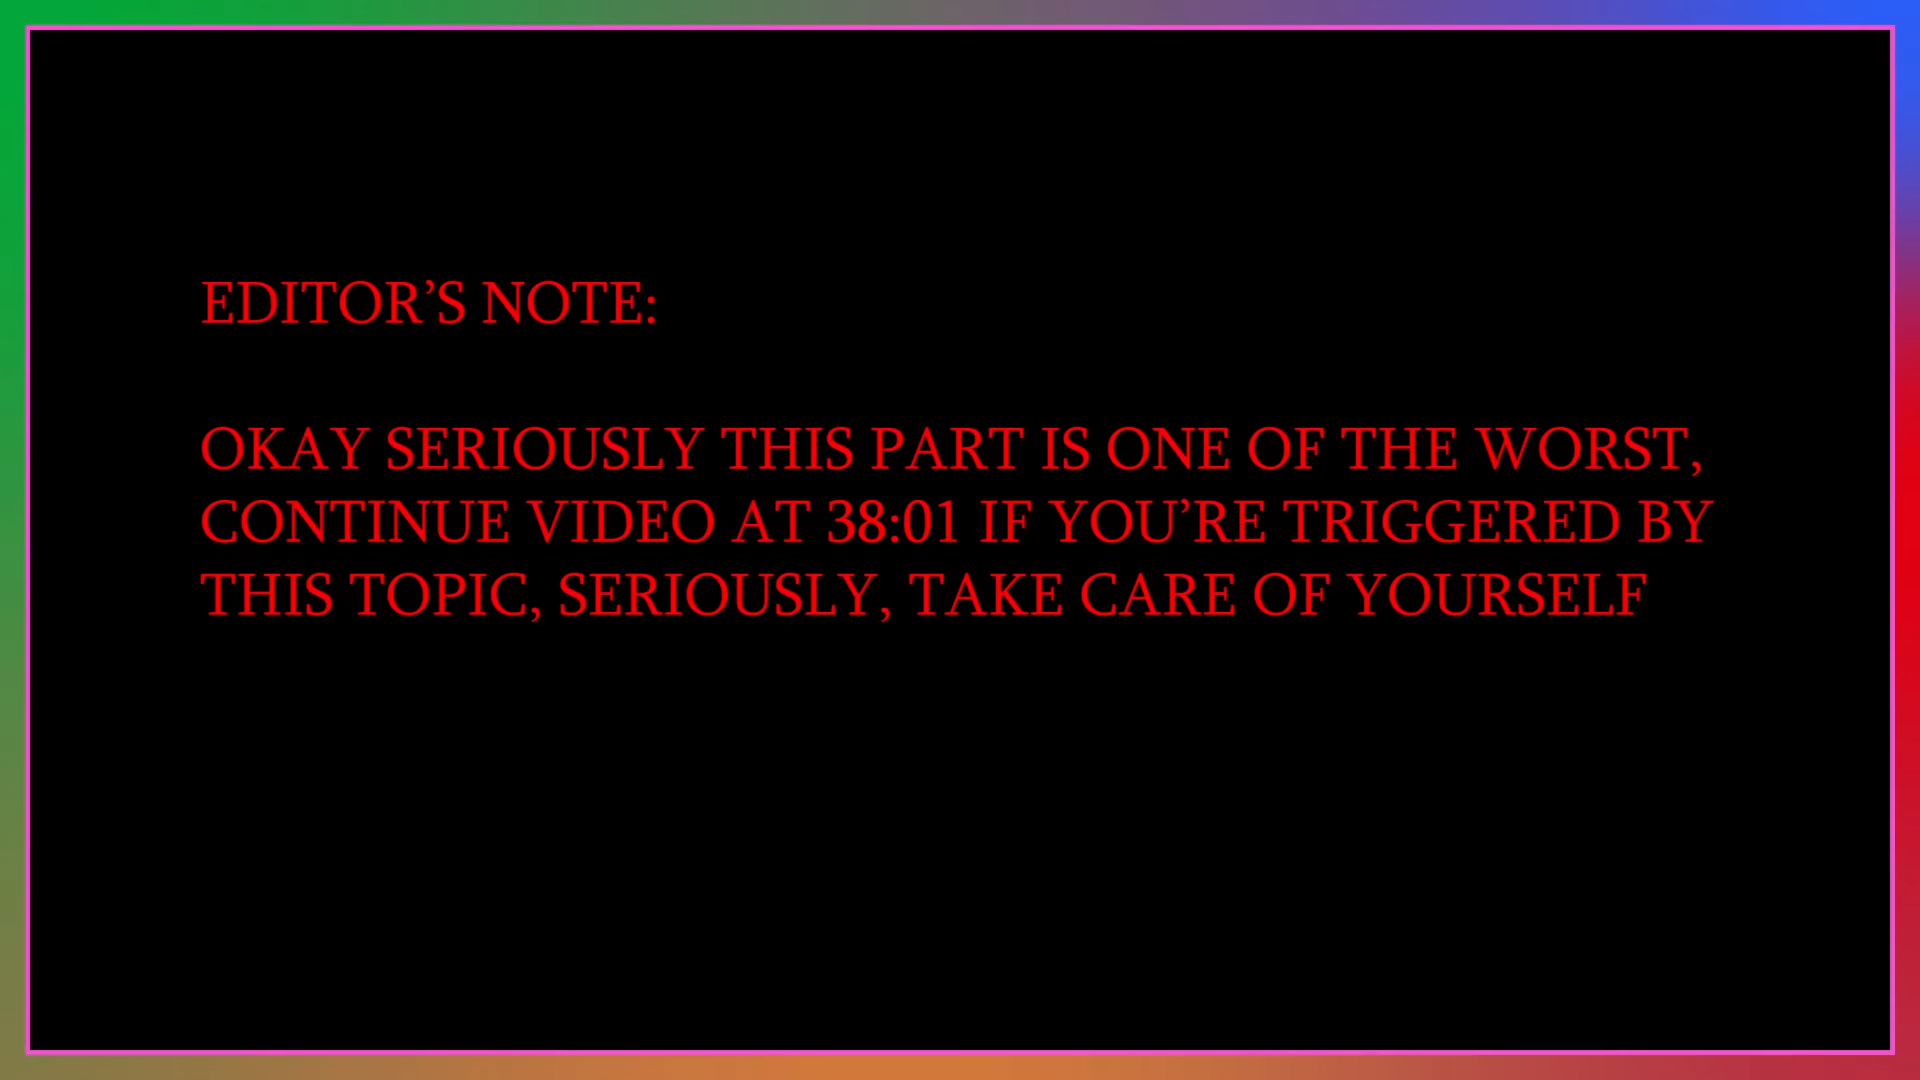 EDITOR’S NOTE:
OKAY SERIOUSLY THIS PART IS ONE OF THE WORST,
CONTINUE VIDEO AT 38:01 IF YOU’RE TRIGGERED BY
THIS TOPIC, SERIOUSLY, TAKE CARE OF YOURSELF